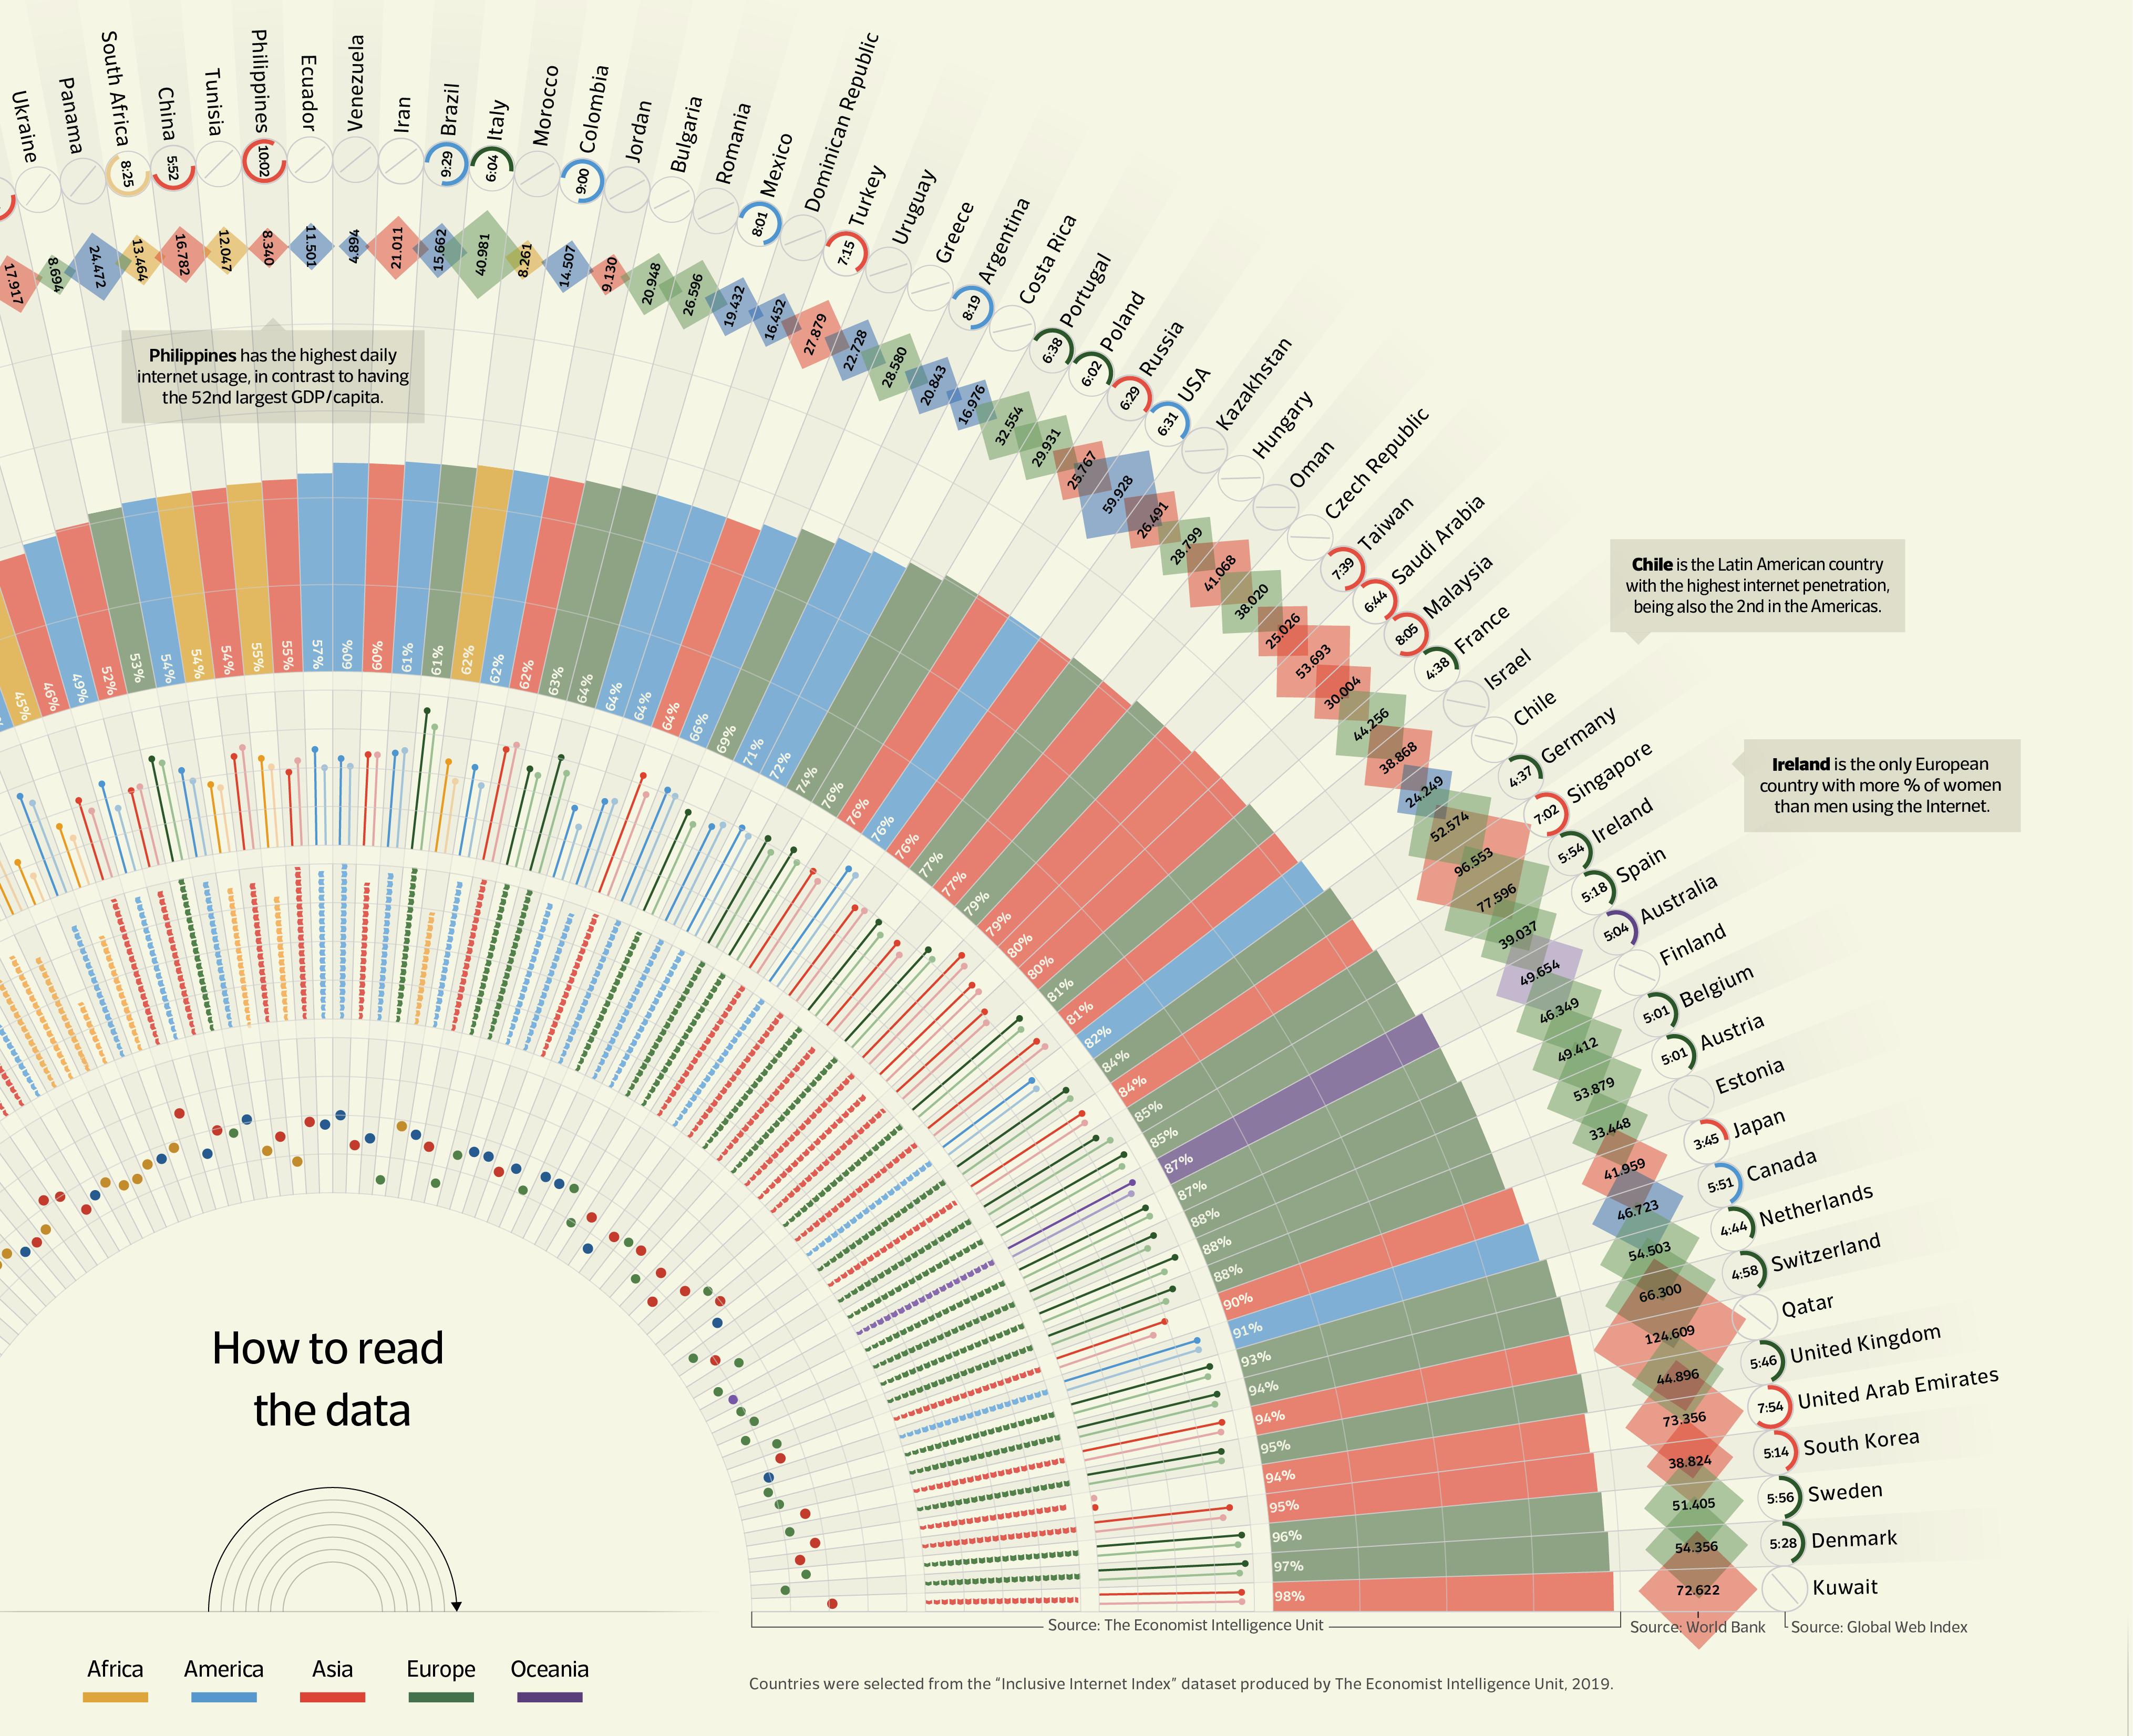 Ukraine
Panama
South Africa
China
Tunisia
Philippines
Ecuador
Venezuela
Iran
Brazil
Italy
Morocco
Colombia
Jordan
Bulgaria
Romania
Mexico
Dominican Republic
Turkey
Uruguay
Greece
Argentina
Costa Rica
Portugal
Poland
Russia
USA
Kazakhstan
Hungary
Oman
Czech Republic
Taiwan
Saudi Arabia
Malaysia
France
Israel
Chile
Germany
Singapore
Ireland
Spain
Australia
Finland
Belgium
Austria
Estonia
Japan
Canada
Netherlands
Switzerland
Qatar
United Kingdom
United Arab Emirates
South Korea
Sweden
Denmark
Kuwait
8:25
5:52
10:02
9:29
6:04
9:00
8:01
7:15
8:19
6:38
6:02
6:29
6:31
7:39
6:44
8:05
4:38
4:37
7:02
5:54
5:18
5:04
5:01
5:01
3:45
5:51
4:44
4:58
5:46
7:54
5:14
5:56
5:28
17.917
8.694
24.472
13.464
16.782
12.047
8.340
11.501
4.894
21.011
15.662
40.981
8.261
14.507
9.130
20.948
26.596
19.432
16.452
27.879
22.728
28.580
20.843
16.976
32.554
29.931
25.767
59.928
26.491
28.799
41.068
38.020
25.026
53.693
30.004
44.256
38.868
24.249
52.574
96.553
77.596
39.037
49.654
46.349
49.412
53.879
33.448
41.959
46.723
54.503
66.300
124.609
44.896
73.356
38.824
51.405
54.356
72.622
Philippines has the highest daily
internet usage, in contrast to having
the 52nd largest GDP/capita.
Chile is the Latin American country
with the highest internet penetration,
being also the 2nd in the Americas.
Ireland is the only European
country with more % of women
than men using the Internet.
45%
46%
49%
52%
53%
54%
54%
54%
55%
55%
57%
60%
60%
61%
61%
62%
62%
62%
63%
64%
64%
64%
64%
66%
69%
71%
72%
74%
76%
76%
76%
76%
77%
77%
79%
79%
80%
80%
81%
81%
82%
84%
84%
85%
85%
87%
87%
88%
88%
88%
90%
91%
93%
94%
94%
95%
94%
95%
96%
97%
98%
How to read
the data
Source: The Economist Intelligence Unit
Source: World Bank
Source: Global Web Index
Africa
America
Asia
Europe
Oceania
Countries were selected from the “Inclusive Internet Index” dataset produced by The Economist Intelligence Unit, 2019.